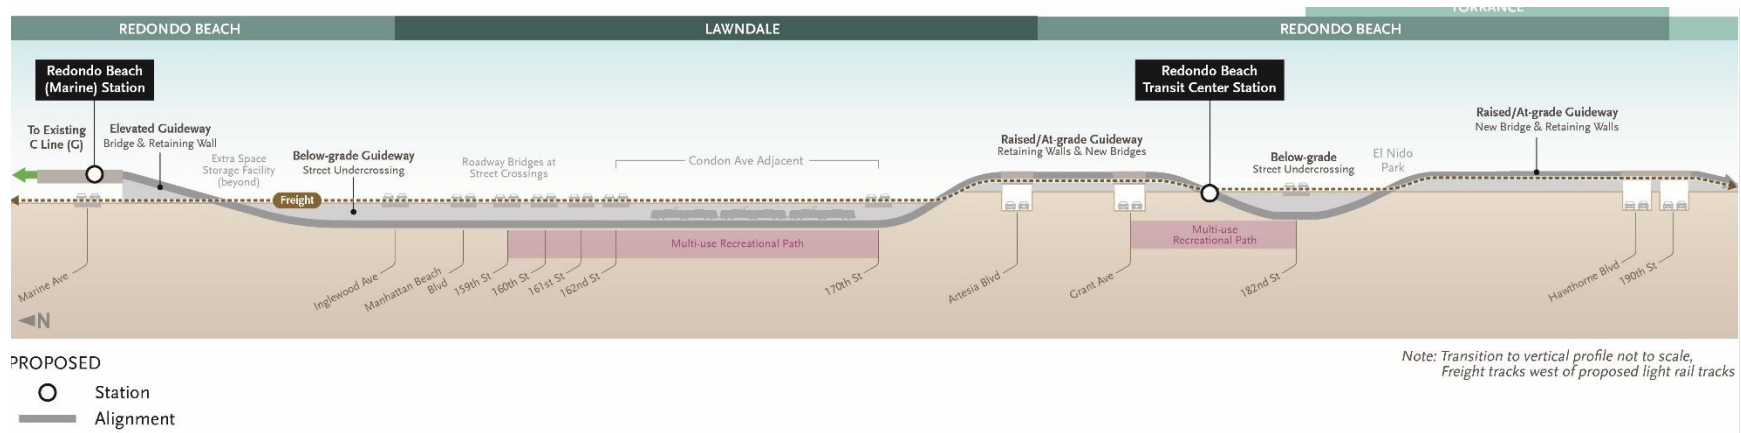 TORRANCE
REDONDO BEACH
LAWNDALE
REDONDO BEACH
Redondo Beach
(Marine) Station
Redondo Beach
Transit Center Station
To Existing
C Line (G)
Elevated Guideway
Bridge & Retaining Wall
Extra Space
Storage Facility
(beyond)
Below-grade Guideway
Street Undercrossing
Roadway Bridges at
Street Crossings
Condon Ave Adjacent
Raised/At-grade Guideway
Retaining Walls & New Bridges
Below-grade
Street Undercrossing
El Nido
Park
Raised/At-grade Guideway
New Bridge & Retaining Walls
Freight
Multi-use Recreational Path
Multi-use
Recreational Path
Marine Ave
Inglewood Ave
Manhattan Beach
Blvd
159th St
160th St
161st St
162nd St
170th St
Artesia Blvd
Grant Ave
182nd St
Hawthorne Blvd
190th St
N
PROPOSED
Station
Alignment
Note: Transition to vertical profile not to scale,
Freight tracks west of proposed light rail tracks